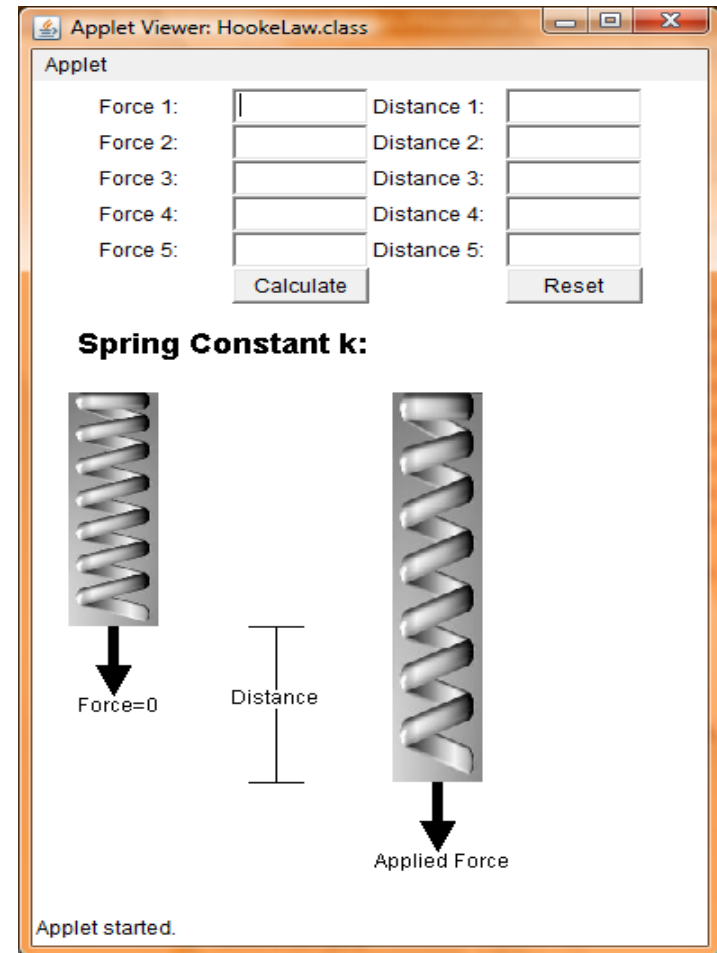 Applet Viewer: HookeLaw.class
Applet
Force 1: Distance 1:
Force 2: Distance 2:
Force 3: Distance 3:
Force 4: Distance 4:
Force 5: Distance 5:
Calculate Reset
Spring Constant k:
Force=0
Distance
Applied Force
Applet started.